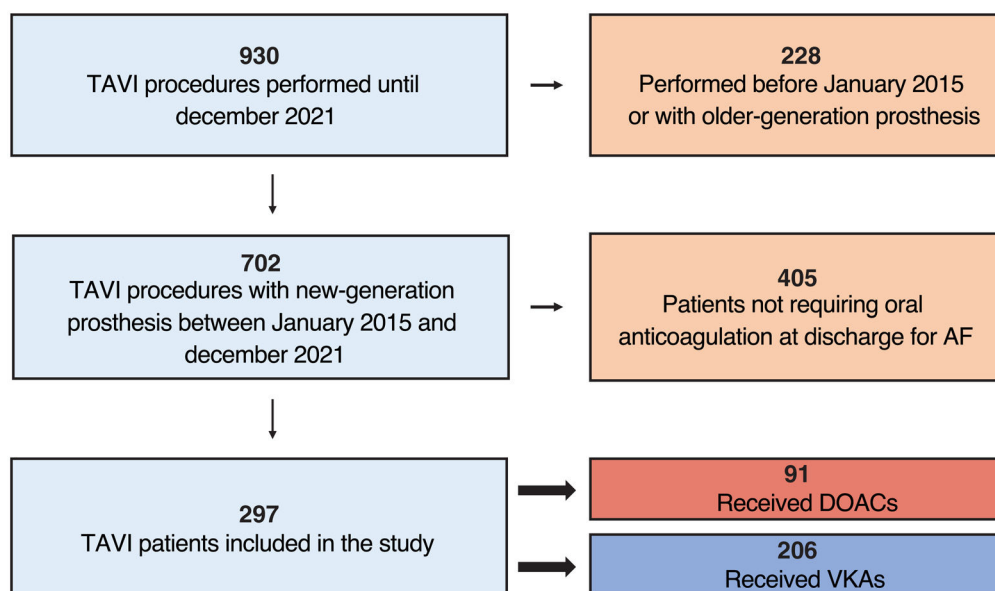 930
TAVI procedures performed until
december 2021
228
Performed before January 2015
or with older-generation prosthesis
702
TAVI procedures with new-generation
prosthesis between January 2015 and
december 2021
405
Patients not requiring oral
anticoagulation at discharge for AF
297
TAVI patients included in the study
91
Received DOACs
206
Received VKAs